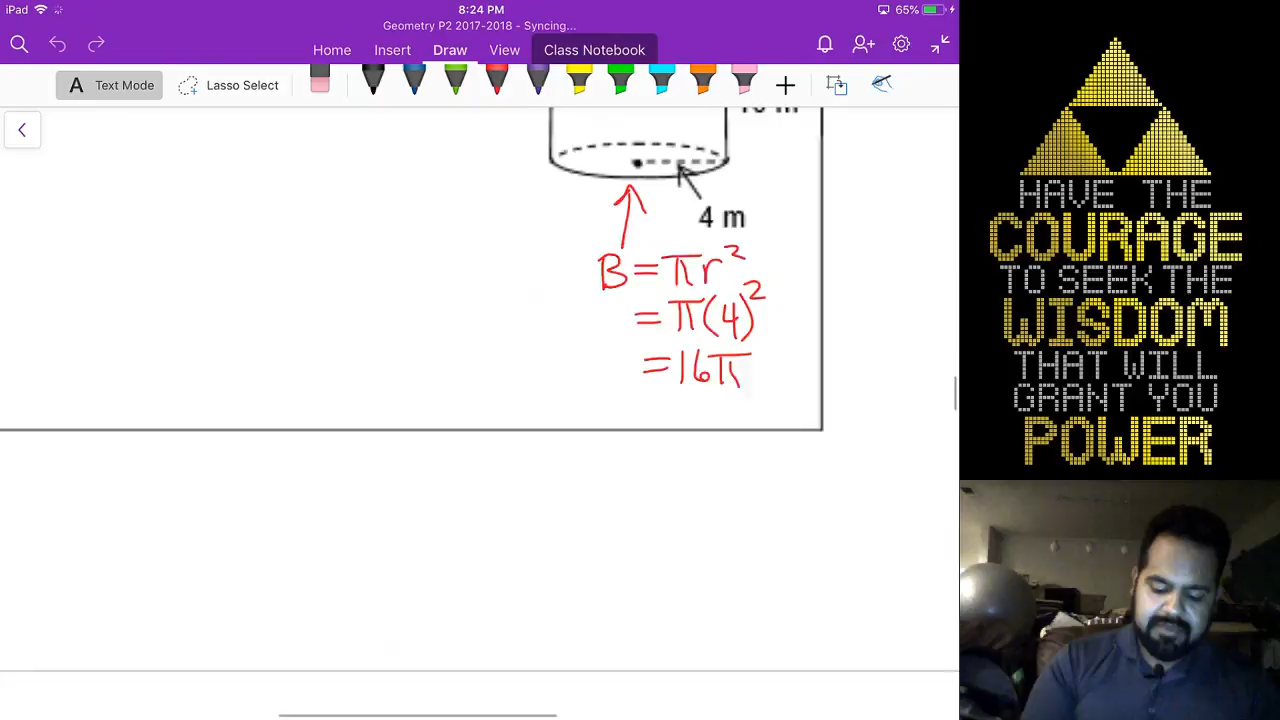 iPad 8:24 PM 65%
Geometry P2 2017-2018 - Syncing...
Home Insert Draw View Class Notebook
A Text Mode Lasso Select
4 m
B = πr²
= π(4)²
= 16π
HAVE THE
COURAGE
TO SEEK THE
WISDOM
THAT WILL
GRANT YOU
POWER